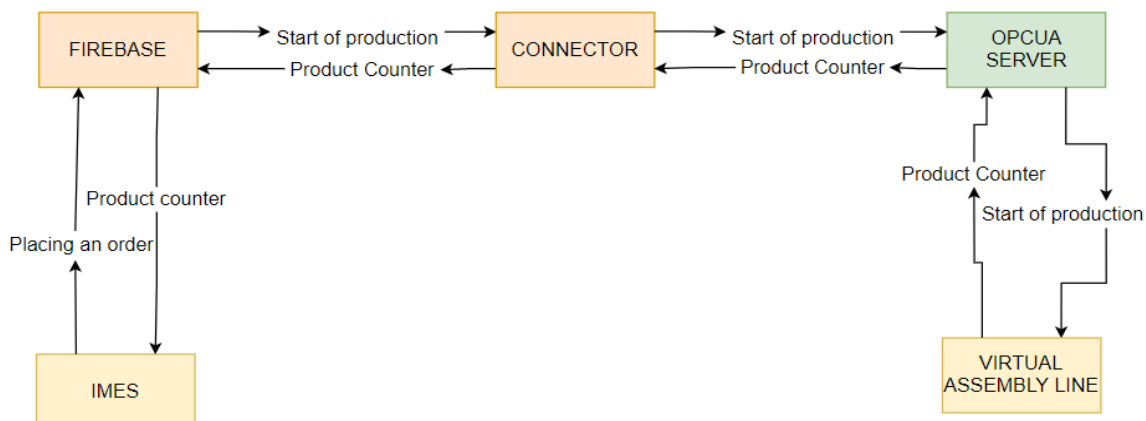 FIREBASE
Start of production
Product Counter
CONNECTOR
Start of production
Product Counter
OPCUA
SERVER
Product counter
Placing an order
Product Counter
Start of production
IMES
VIRTUAL
ASSEMBLY LINE